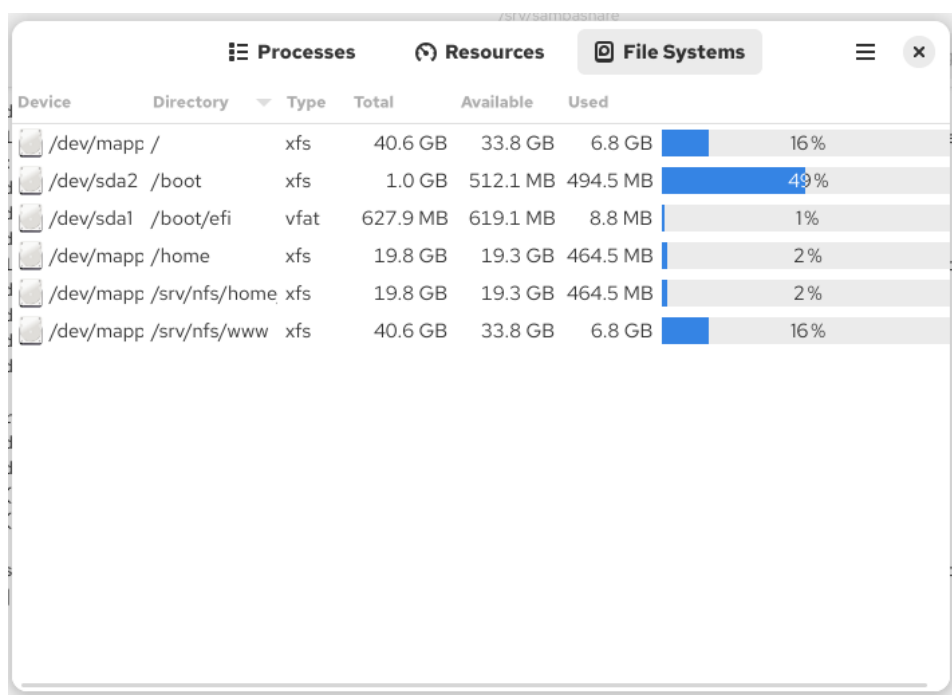 /srv/sambashare
Processes Resources File Systems
Device Directory Type Total Available Used
/dev/mapp / xfs 40.6 GB 33.8 GB 6.8 GB 16%
/dev/sda2 /boot xfs 1.0 GB 512.1 MB 494.5 MB 49%
/dev/sda1 /boot/efi vfat 627.9 MB 619.1 MB 8.8 MB 1%
/dev/mapp /home xfs 19.8 GB 19.3 GB 464.5 MB 2%
/dev/mapp /srv/nfs/home xfs 19.8 GB 19.3 GB 464.5 MB 2%
/dev/mapp /srv/nfs/www xfs 40.6 GB 33.8 GB 6.8 GB 16%